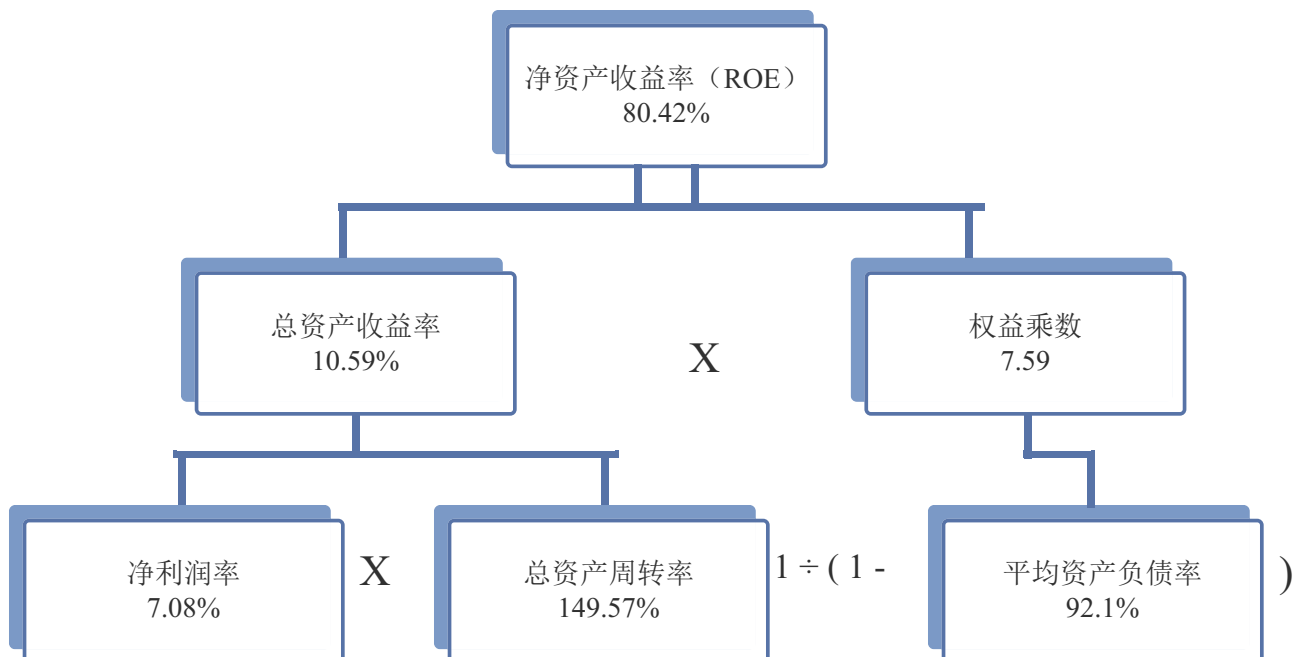 净资产收益率（ROE）
80.42%
总资产收益率
10.59%
X
权益乘数
7.59
净利润率
7.08%
X
总资产周转率
149.57%
1 ÷ ( 1 -
平均资产负债率
92.1%
)